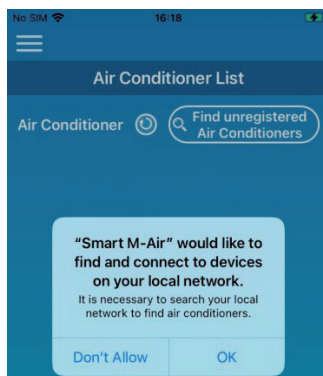 No SIM 16:18
Air Conditioner List
Air Conditioner
Find unregistered
Air Conditioners
“Smart M-Air” would like to
find and connect to devices
on your local network.
It is necessary to search your local
network to find air conditioners.
Don't Allow OK